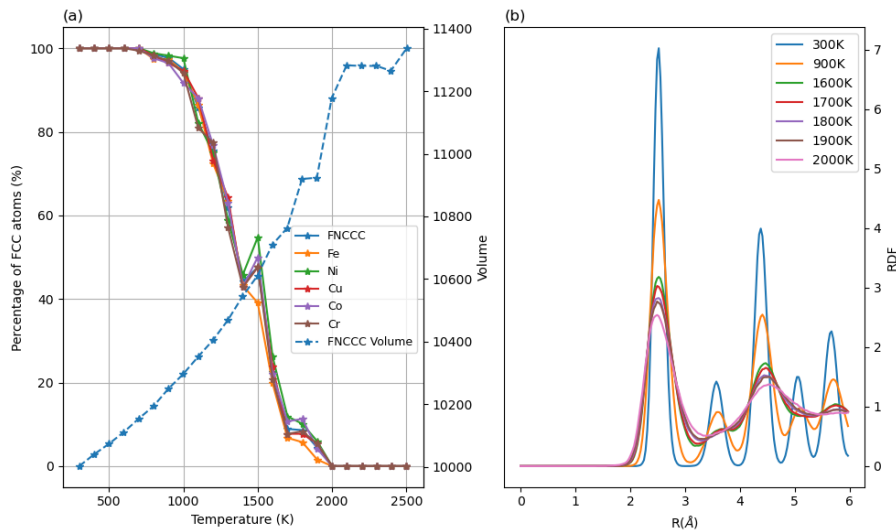 (a)
Percentage of FCC atoms (%)
100
80
60
40
20
0
500
1000
1500
2000
2500
Temperature (K)
11400
11200
11000
10800
10600
10400
10200
10000
Volume
FNCCC
Fe
Ni
Cu
Co
Cr
FNCCC Volume
(b)
300K
900K
1600K
1700K
1800K
1900K
2000K
0
1
2
3
4
5
6
R(Å)
7
6
5
4
3
2
1
0
RDF